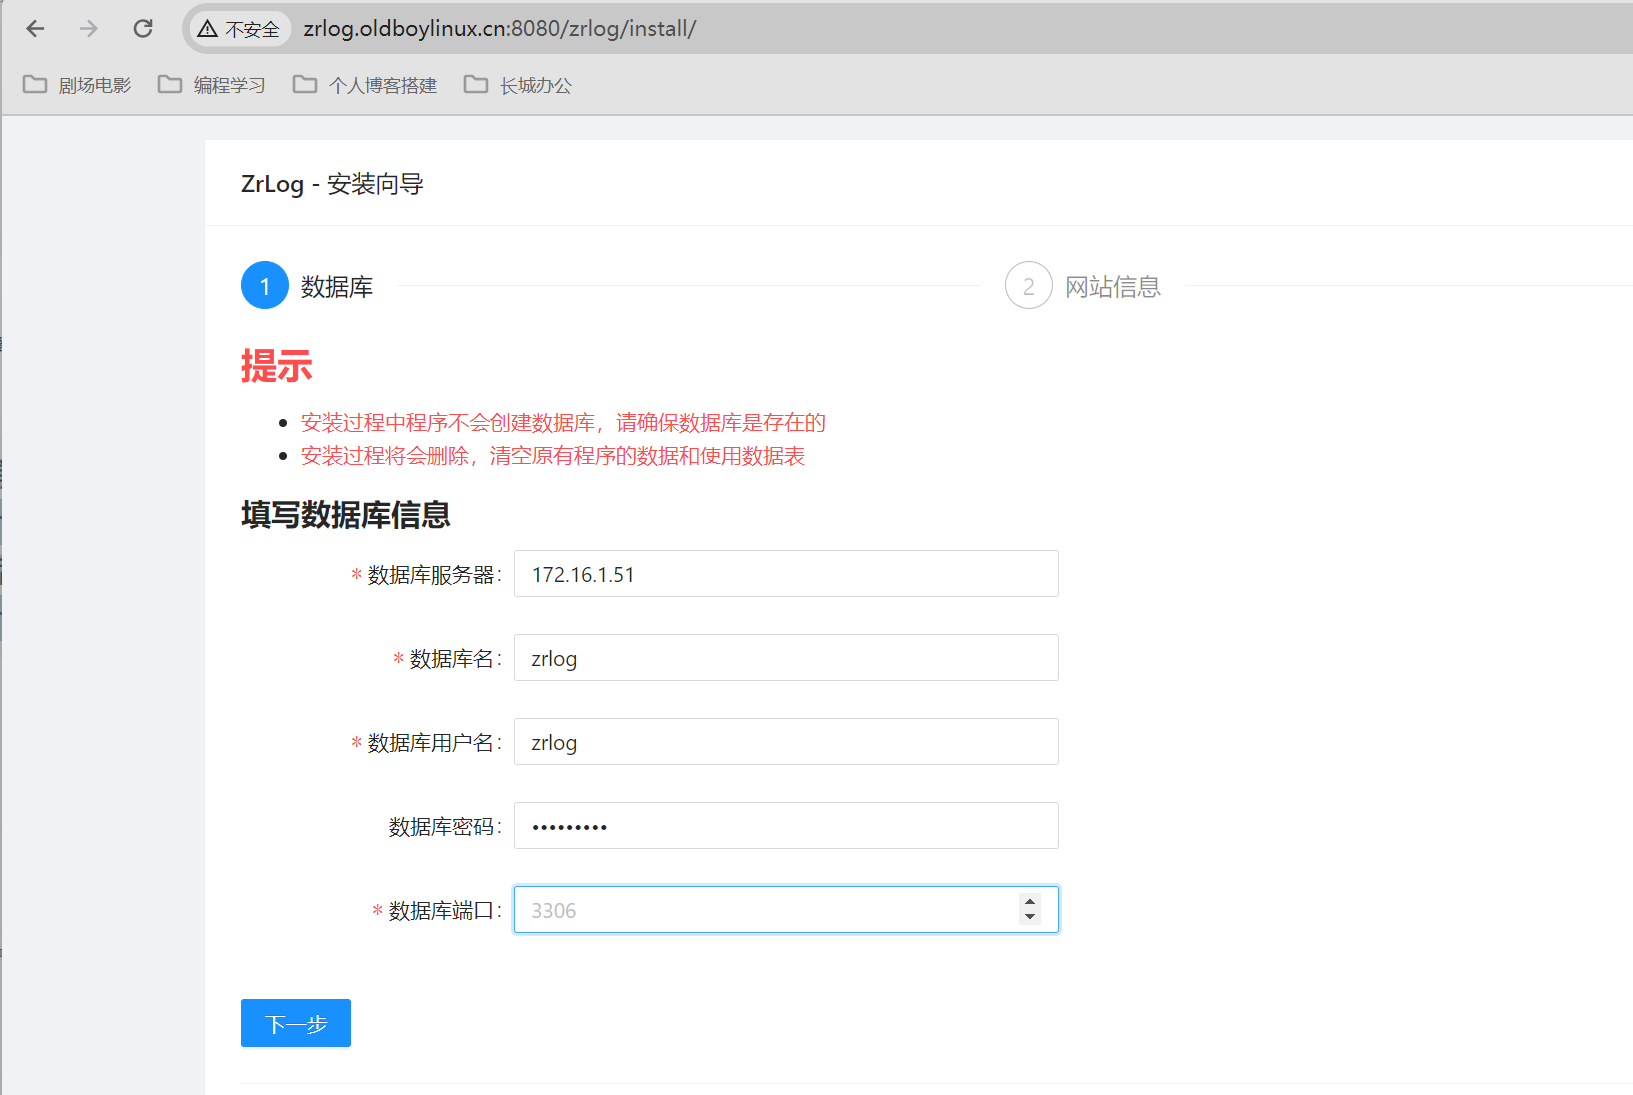 不安全 zrlog.oldboylinux.cn:8080/zrlog/install/
剧场电影 编程学习 个人博客搭建 长城办公
ZrLog - 安装向导
1 数据库 2 网站信息
提示
安装过程中程序不会创建数据库，请确保数据库是存在的
安装过程将会删除，清空原有程序的数据和使用数据表
填写数据库信息
* 数据库服务器: 172.16.1.51
* 数据库名: zrlog
* 数据库用户名: zrlog
数据库密码: •••••••••
* 数据库端口: 3306
下一步